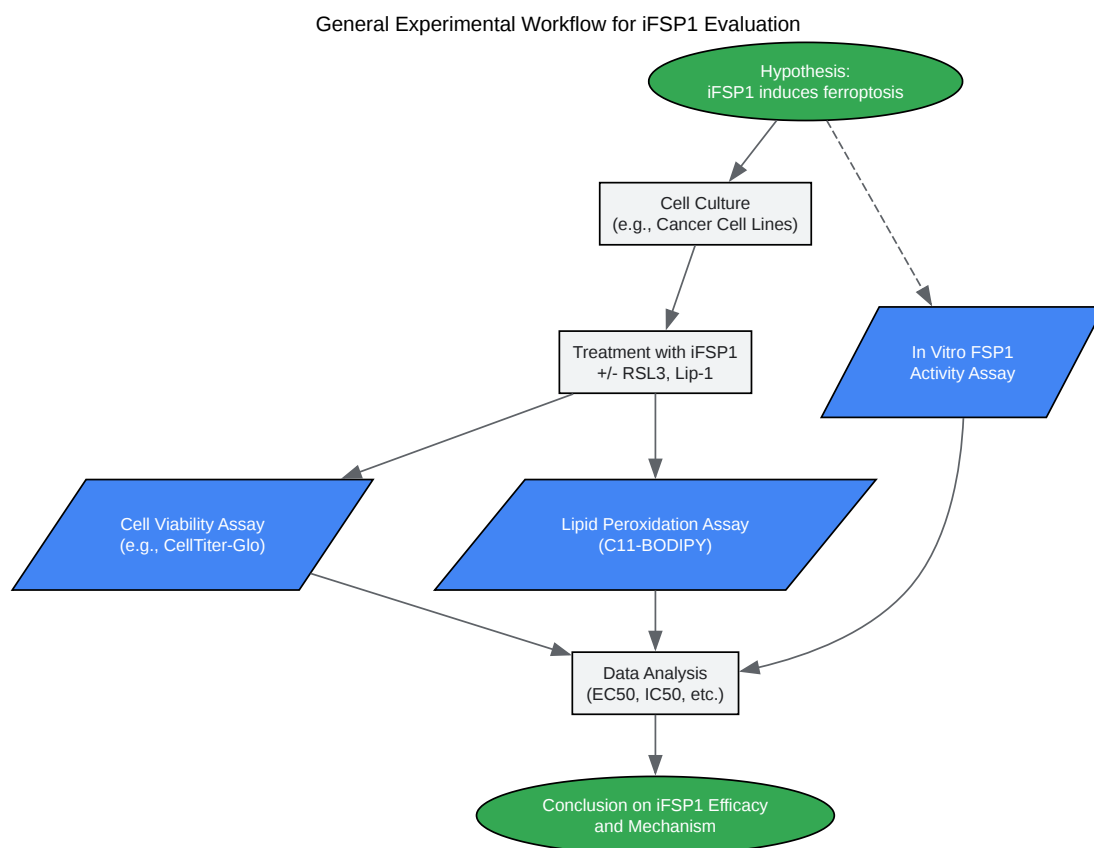 General Experimental Workflow for iFSP1 Evaluation
Hypothesis:
iFSP1 induces ferroptosis
Cell Culture
(e.g., Cancer Cell Lines)
Treatment with iFSP1
+/- RSL3, Lip-1
In Vitro FSP1
Activity Assay
Cell Viability Assay
(e.g., CellTiter-Glo)
Lipid Peroxidation Assay
(C11-BODIPY)
Data Analysis
(EC50, IC50, etc.)
Conclusion on iFSP1 Efficacy
and Mechanism